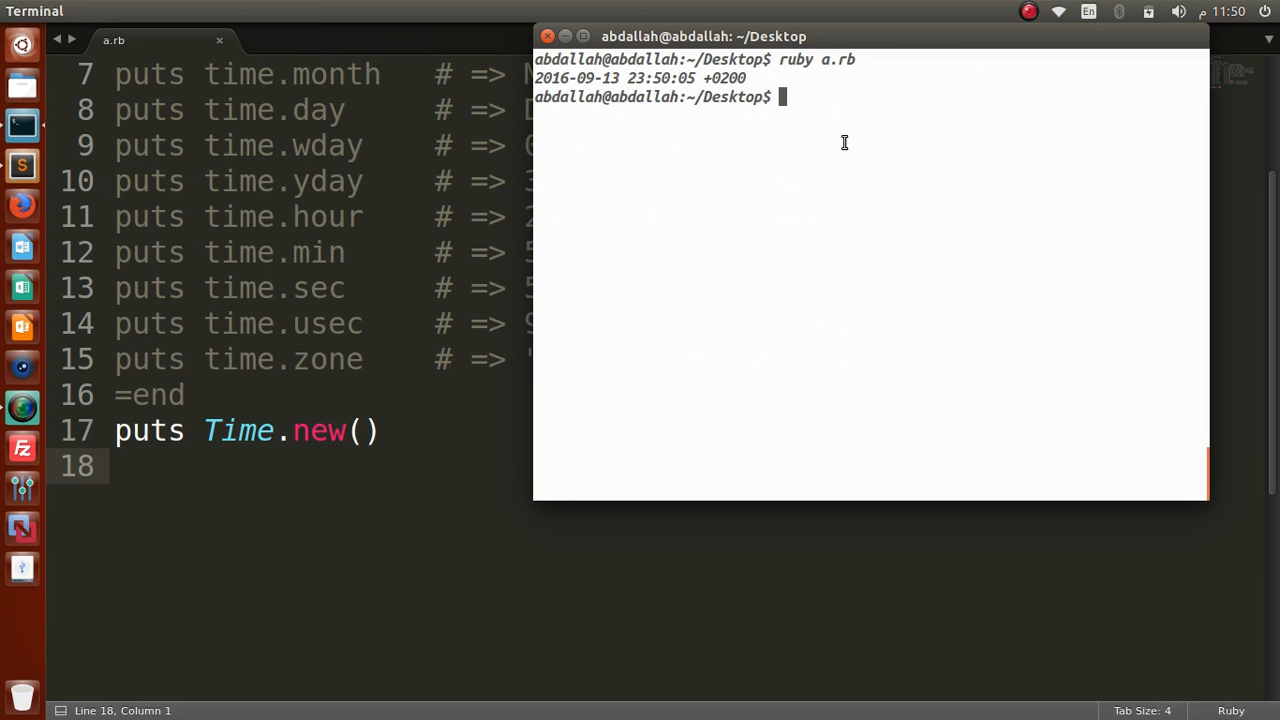 Terminal
En
11:50 م
a.rb
abdallah@abdallah: ~/Desktop
abdallah@abdallah:~/Desktop$ ruby a.rb
2016-09-13 23:50:05 +0200
abdallah@abdallah:~/Desktop$
7 puts time.month # =>
8 puts time.day # =>
9 puts time.wday # =>
10 puts time.yday # =>
11 puts time.hour # =>
12 puts time.min # =>
13 puts time.sec # =>
14 puts time.usec # =>
15 puts time.zone # =>
16 =end
17 puts Time.new()
18
Line 18, Column 1
Tab Size: 4
Ruby